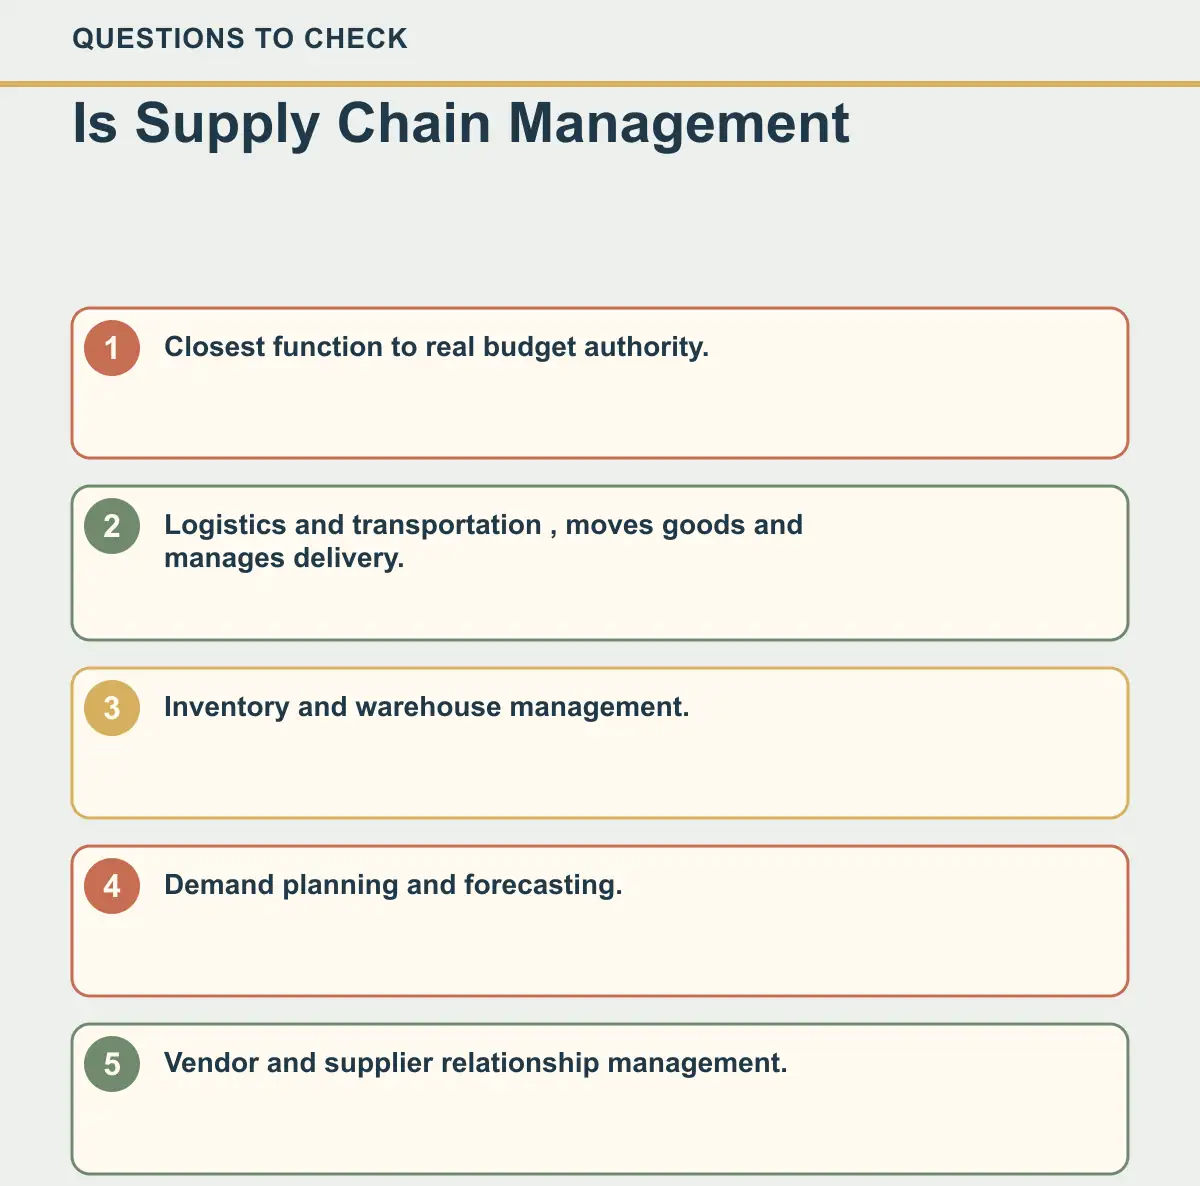 QUESTIONS TO CHECK
Is Supply Chain Management
1
Closest function to real budget authority.
2
Logistics and transportation , moves goods and
manages delivery.
3
Inventory and warehouse management.
4
Demand planning and forecasting.
5
Vendor and supplier relationship management.